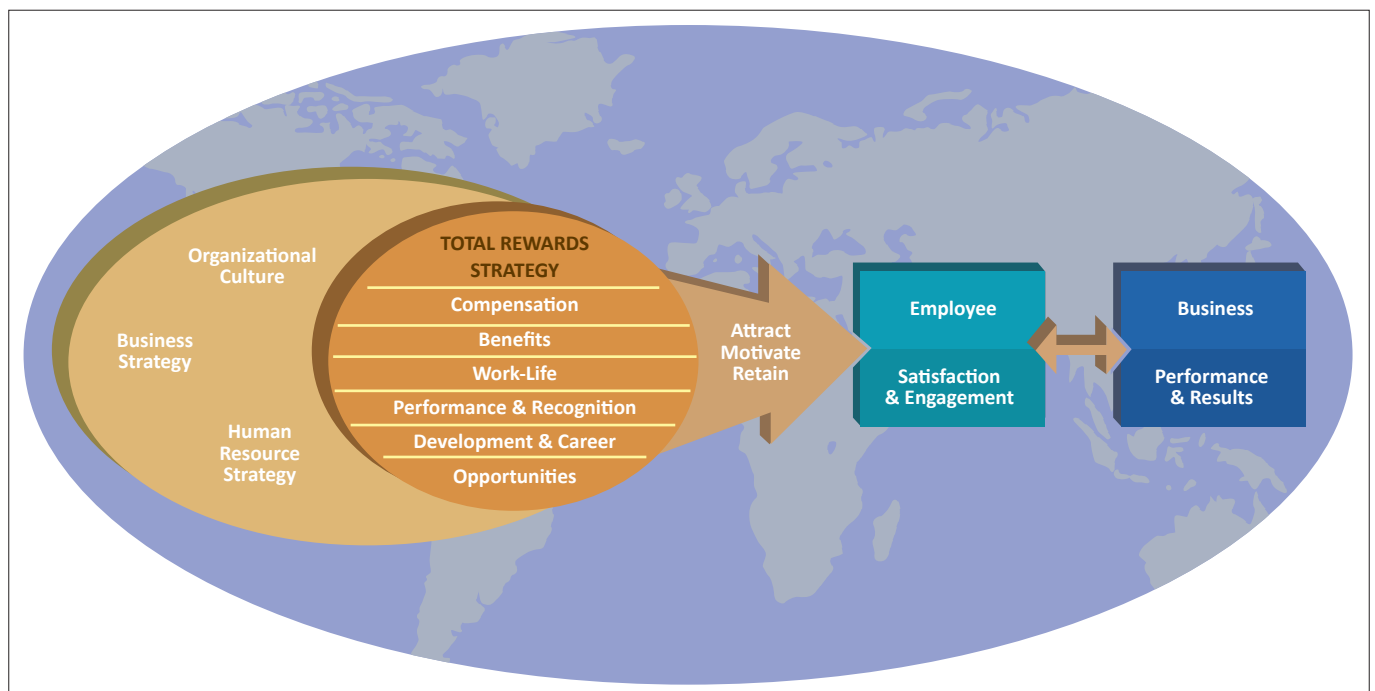 Organizational
Culture
Business
Strategy
Human
Resource
Strategy
TOTAL REWARDS
STRATEGY
Compensation
Benefits
Work-Life
Performance & Recognition
Development & Career
Opportunities
Attract
Motivate
Retain
Employee
Satisfaction
& Engagement
Business
Performance
& Results